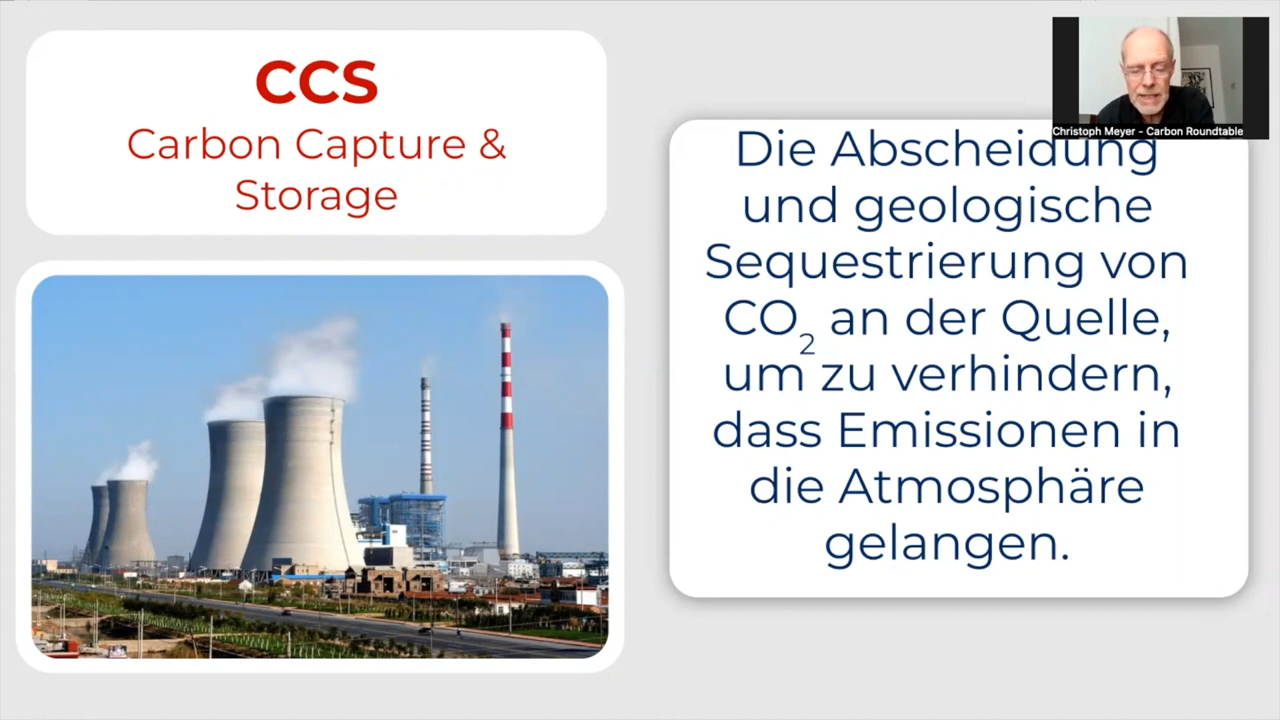 CCS
Carbon Capture &
Storage
Christoph Meyer - Carbon Roundtable
Die Abscheidung
und geologische
Sequestrierung von
CO₂ an der Quelle,
um zu verhindern,
dass Emissionen in
die Atmosphäre
gelangen.